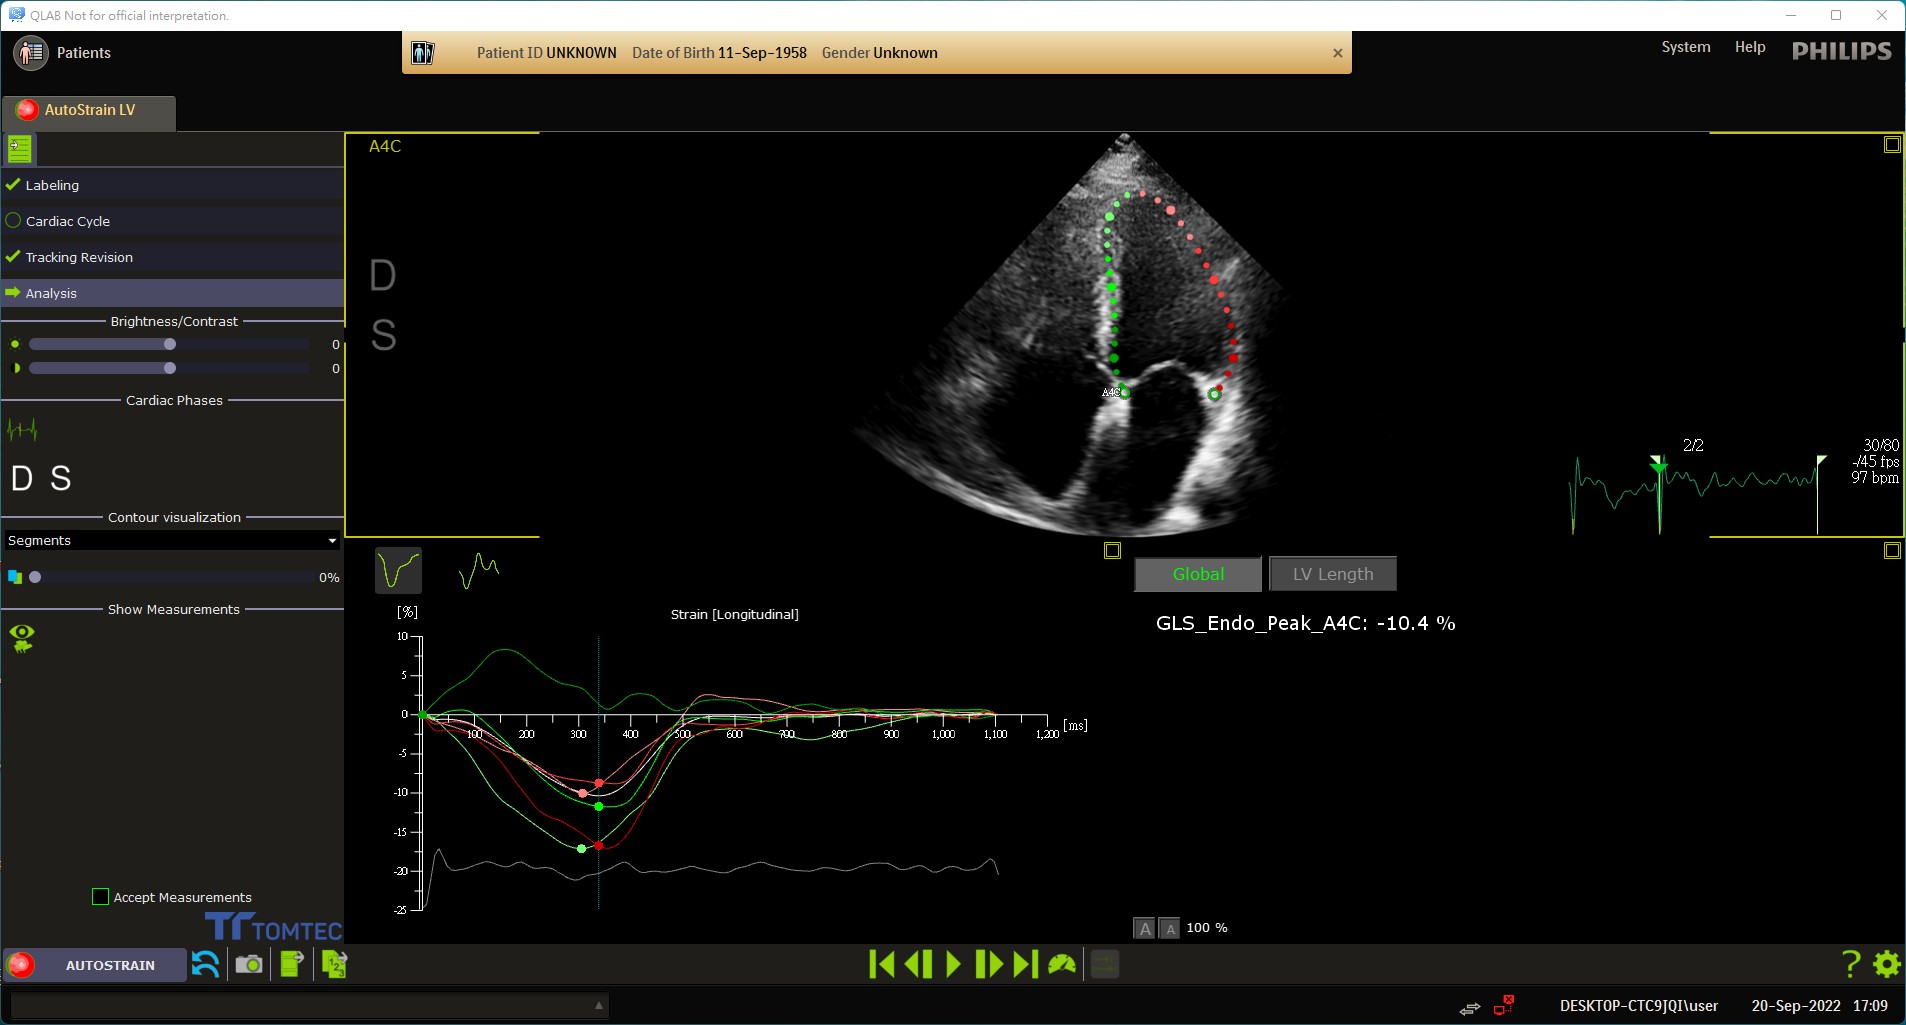 QLAB Not for official interpretation.
Patients
Patient ID UNKNOWN Date of Birth 11-Sep-1958 Gender Unknown
System Help PHILIPS
AutoStrain LV
Labeling
Cardiac Cycle
Tracking Revision
Analysis
Brightness/Contrast
0
0
Cardiac Phases
D S
Contour visualization
Segments
0%
Show Measurements
Accept Measurements
TOMTEC
A4C
D
S
A4C
2/2
30/80
-/45 fps
97 bpm
[%]
Strain [Longitudinal]
10
5
0
-5
-10
-15
-20
-25
100 200 300 400 500 600 700 800 900 1,000 1,100 1,200 [ms]
Global LV Length
GLS_Endo_Peak_A4C: -10.4 %
A A 100 %
AUTOSTRAIN
1 2 3
?
DESKTOP-CTC9JQI\user 20-Sep-2022 17:09